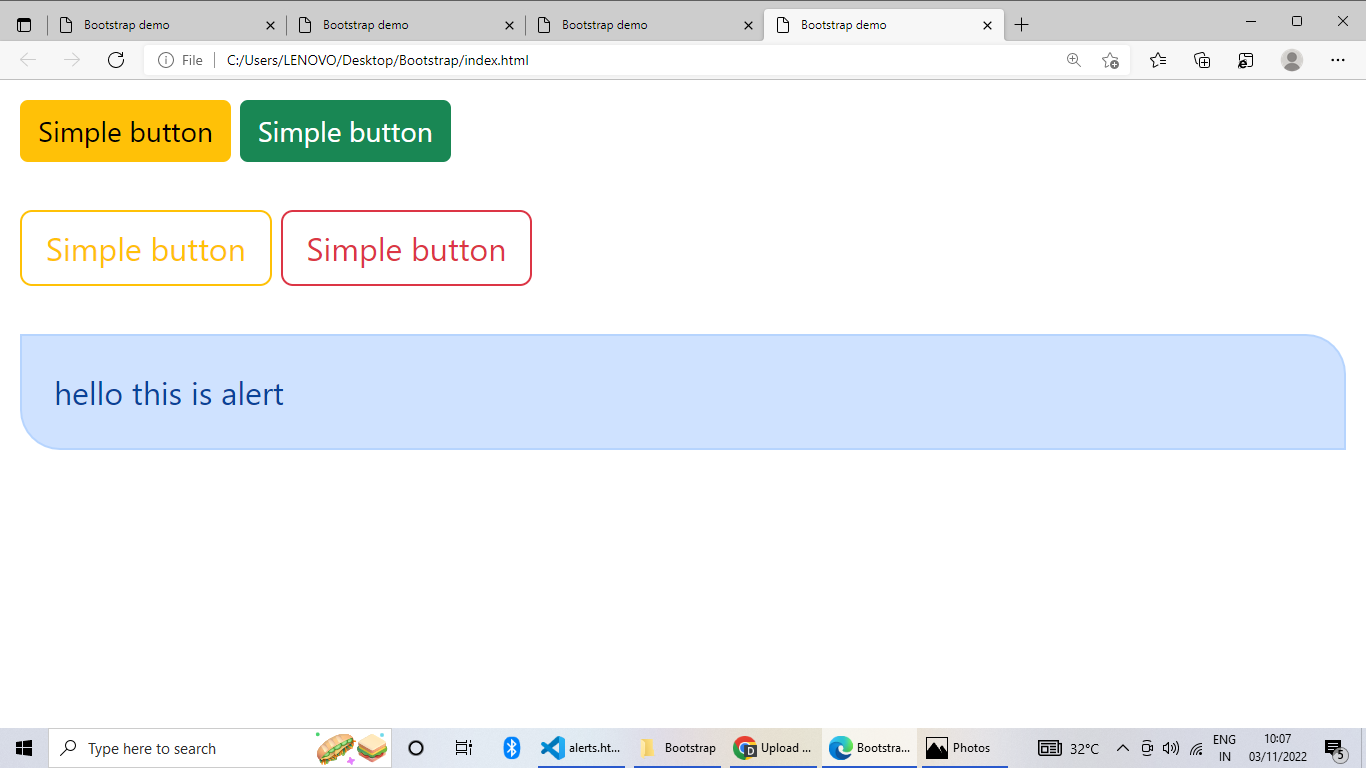 Bootstrap demo Bootstrap demo Bootstrap demo Bootstrap demo
File C:/Users/LENOVO/Desktop/Bootstrap/index.html
Simple button Simple button
Simple button Simple button
hello this is alert
Type here to search alerts.ht... Bootstrap Upload ... Bootstra... Photos 32°C ENG 10:07
IN 03/11/2022 5